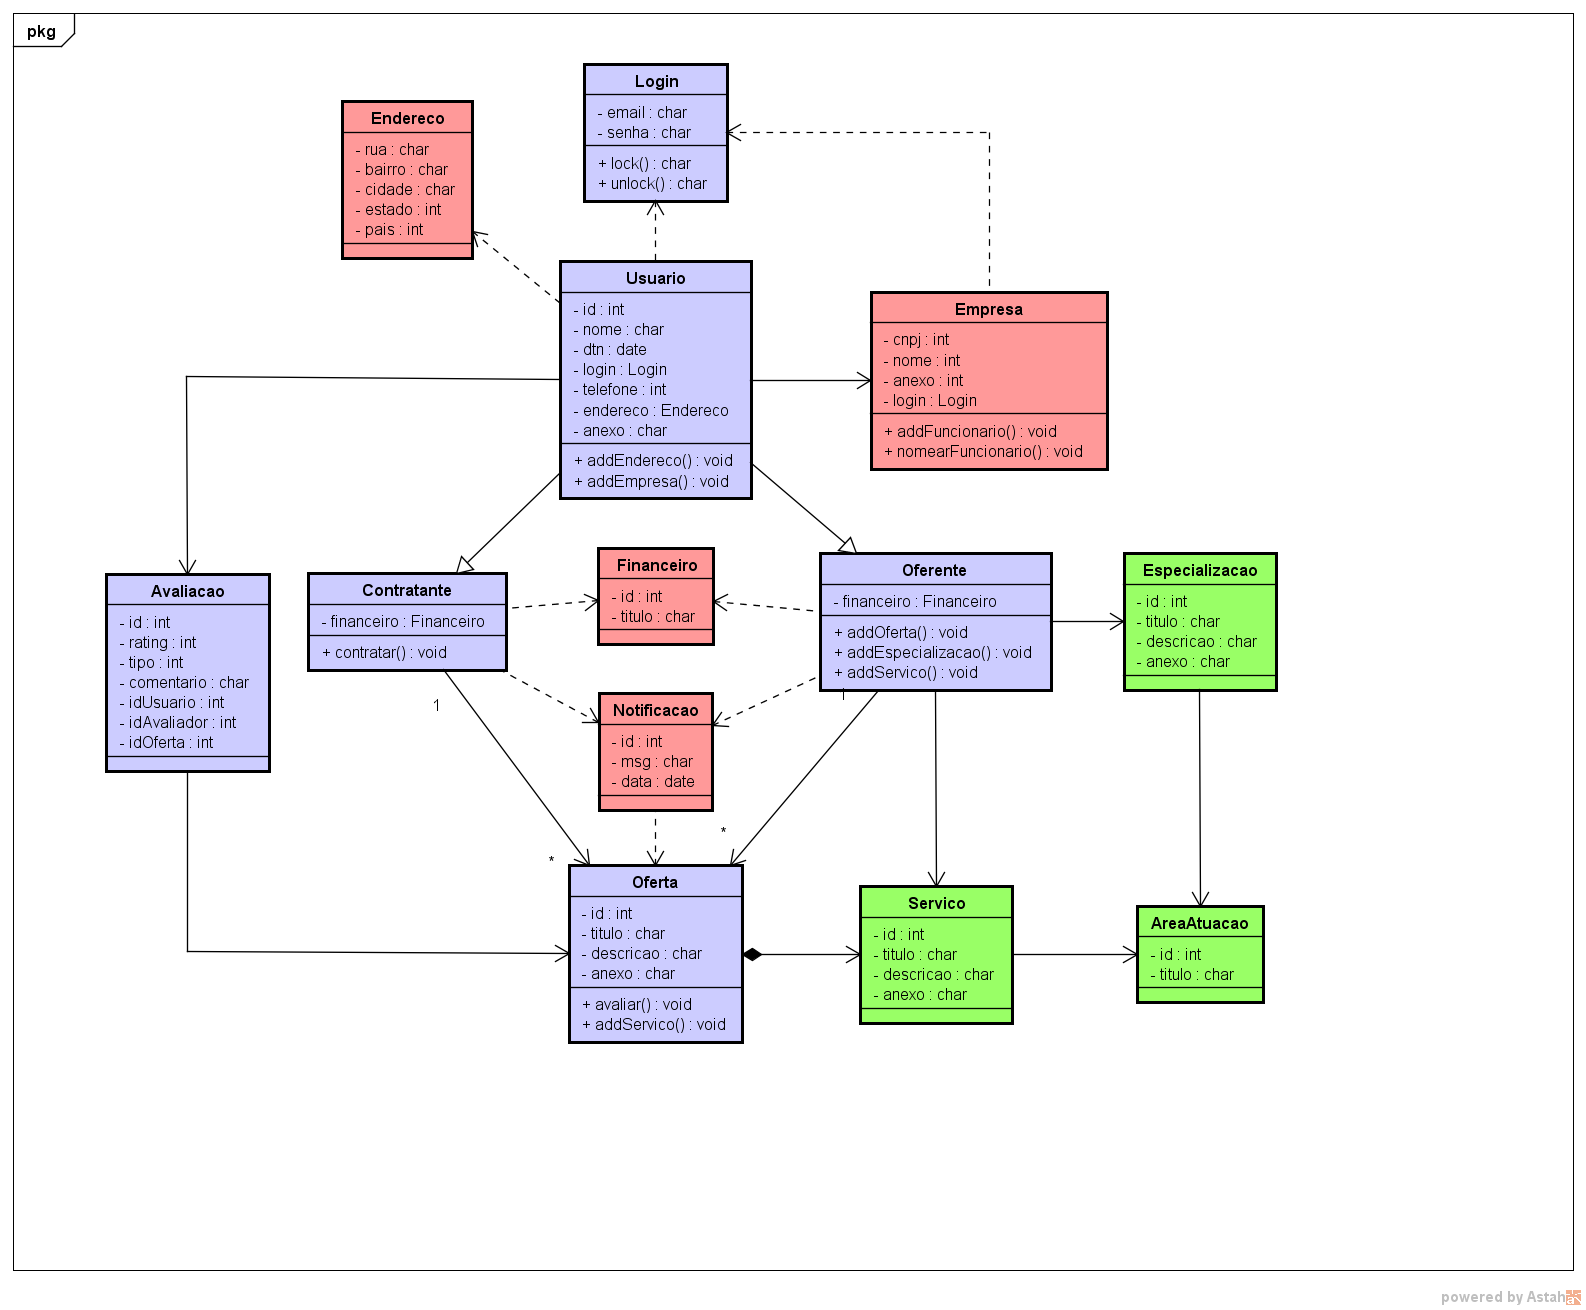 pkg
Login
- email : char
- senha : char
+ lock() : char
+ unlock() : char
Endereco
- rua : char
- bairro : char
- cidade : char
- estado : int
- pais : int
Usuario
- id : int
- nome : char
- dtn : date
- login : Login
- telefone : int
- endereco : Endereco
- anexo : char
+ addEndereco() : void
+ addEmpresa() : void
Empresa
- cnpj : int
- nome : int
- anexo : int
- login : Login
+ addFuncionario() : void
+ nomearFuncionario() : void
Avaliacao
- id : int
- rating : int
- tipo : int
- comentario : char
- idUsuario : int
- idAvaliador : int
- idOferta : int
Contratante
- financeiro : Financeiro
+ contratar() : void
Financeiro
- id : int
- titulo : char
Oferente
- financeiro : Financeiro
+ addOferta() : void
+ addEspecializacao() : void
+ addServico() : void
Especializacao
- id : int
- titulo : char
- descricao : char
- anexo : char
1
1
Notificacao
- id : int
- msg : char
- data : date
*
*
Oferta
- id : int
- titulo : char
- descricao : char
- anexo : char
+ avaliar() : void
+ addServico() : void
Servico
- id : int
- titulo : char
- descricao : char
- anexo : char
AreaAtuacao
- id : int
- titulo : char
powered by Astah